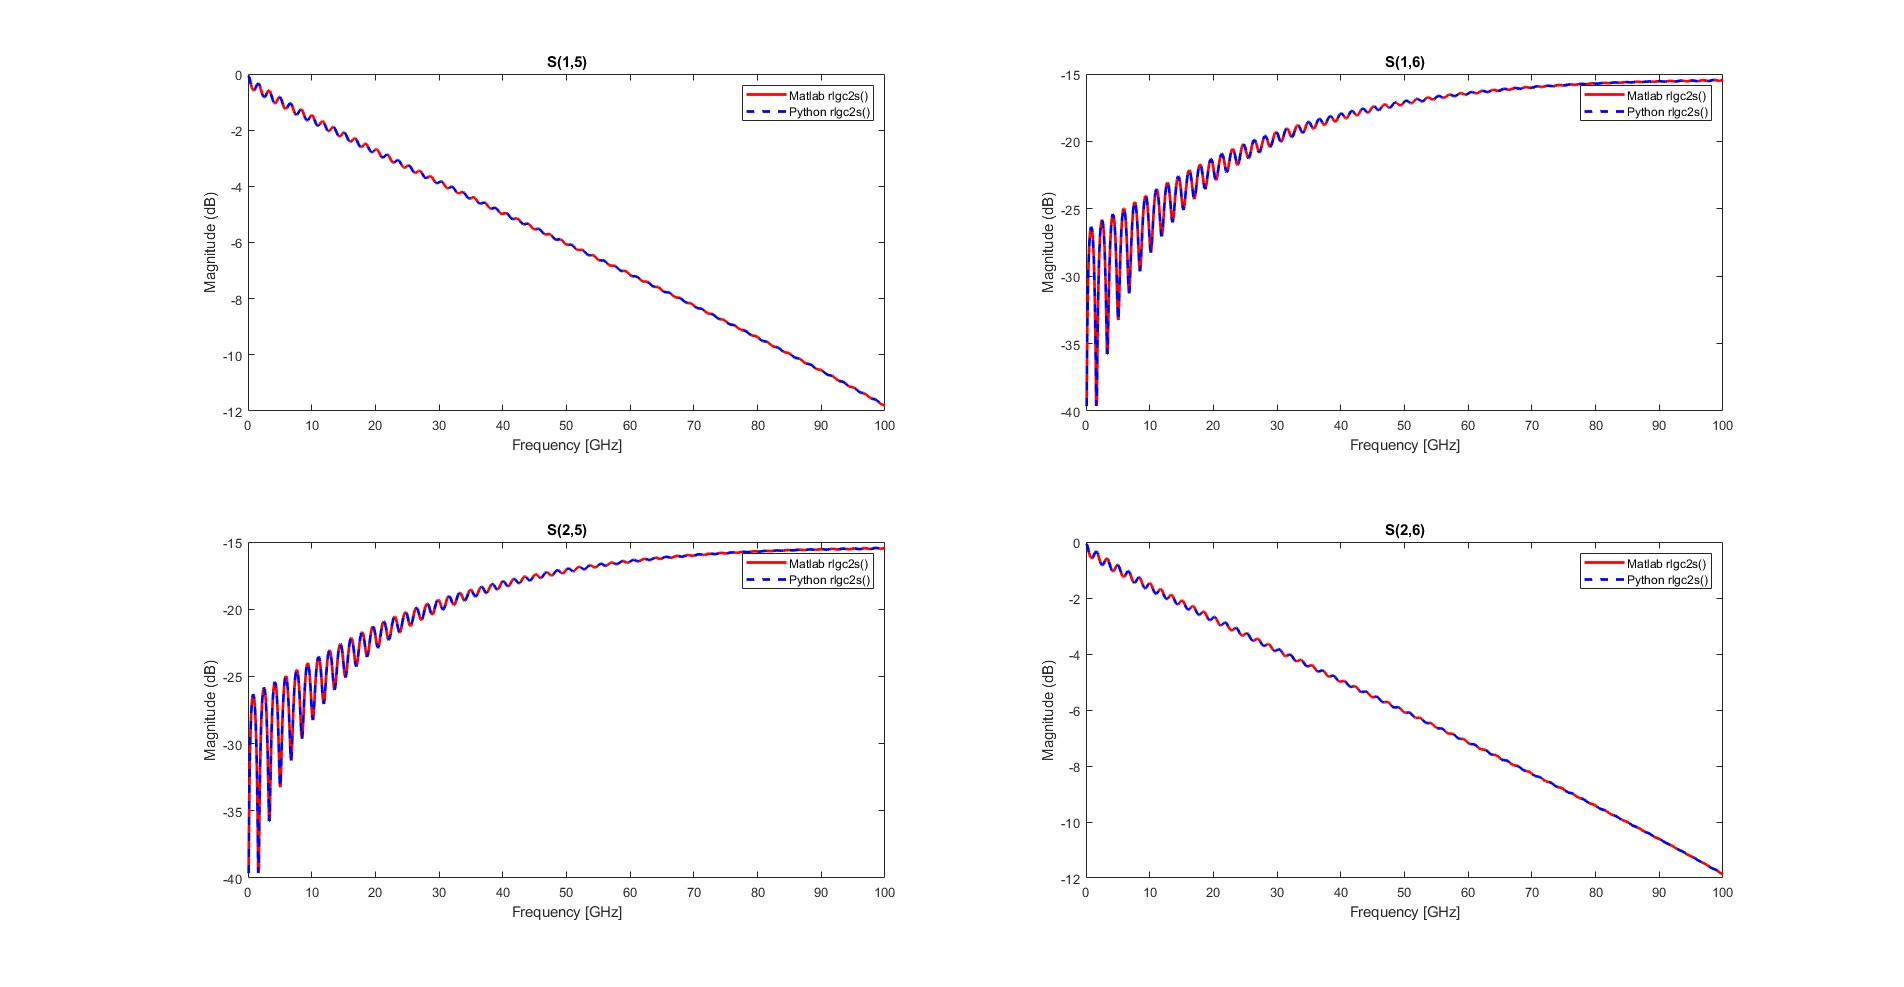 S(1,5)
0
-2
-4
-6
-8
-10
-12
Magnitude (dB)
Matlab rlgc2s()
Python rlgc2s()
0 10 20 30 40 50 60 70 80 90 100
Frequency [GHz]
S(1,6)
-15
-20
-25
-30
-35
-40
Magnitude (dB)
Matlab rlgc2s()
Python rlgc2s()
0 10 20 30 40 50 60 70 80 90 100
Frequency [GHz]
S(2,5)
-15
-20
-25
-30
-35
-40
Magnitude (dB)
Matlab rlgc2s()
Python rlgc2s()
0 10 20 30 40 50 60 70 80 90 100
Frequency [GHz]
S(2,6)
0
-2
-4
-6
-8
-10
-12
Magnitude (dB)
Matlab rlgc2s()
Python rlgc2s()
0 10 20 30 40 50 60 70 80 90 100
Frequency [GHz]